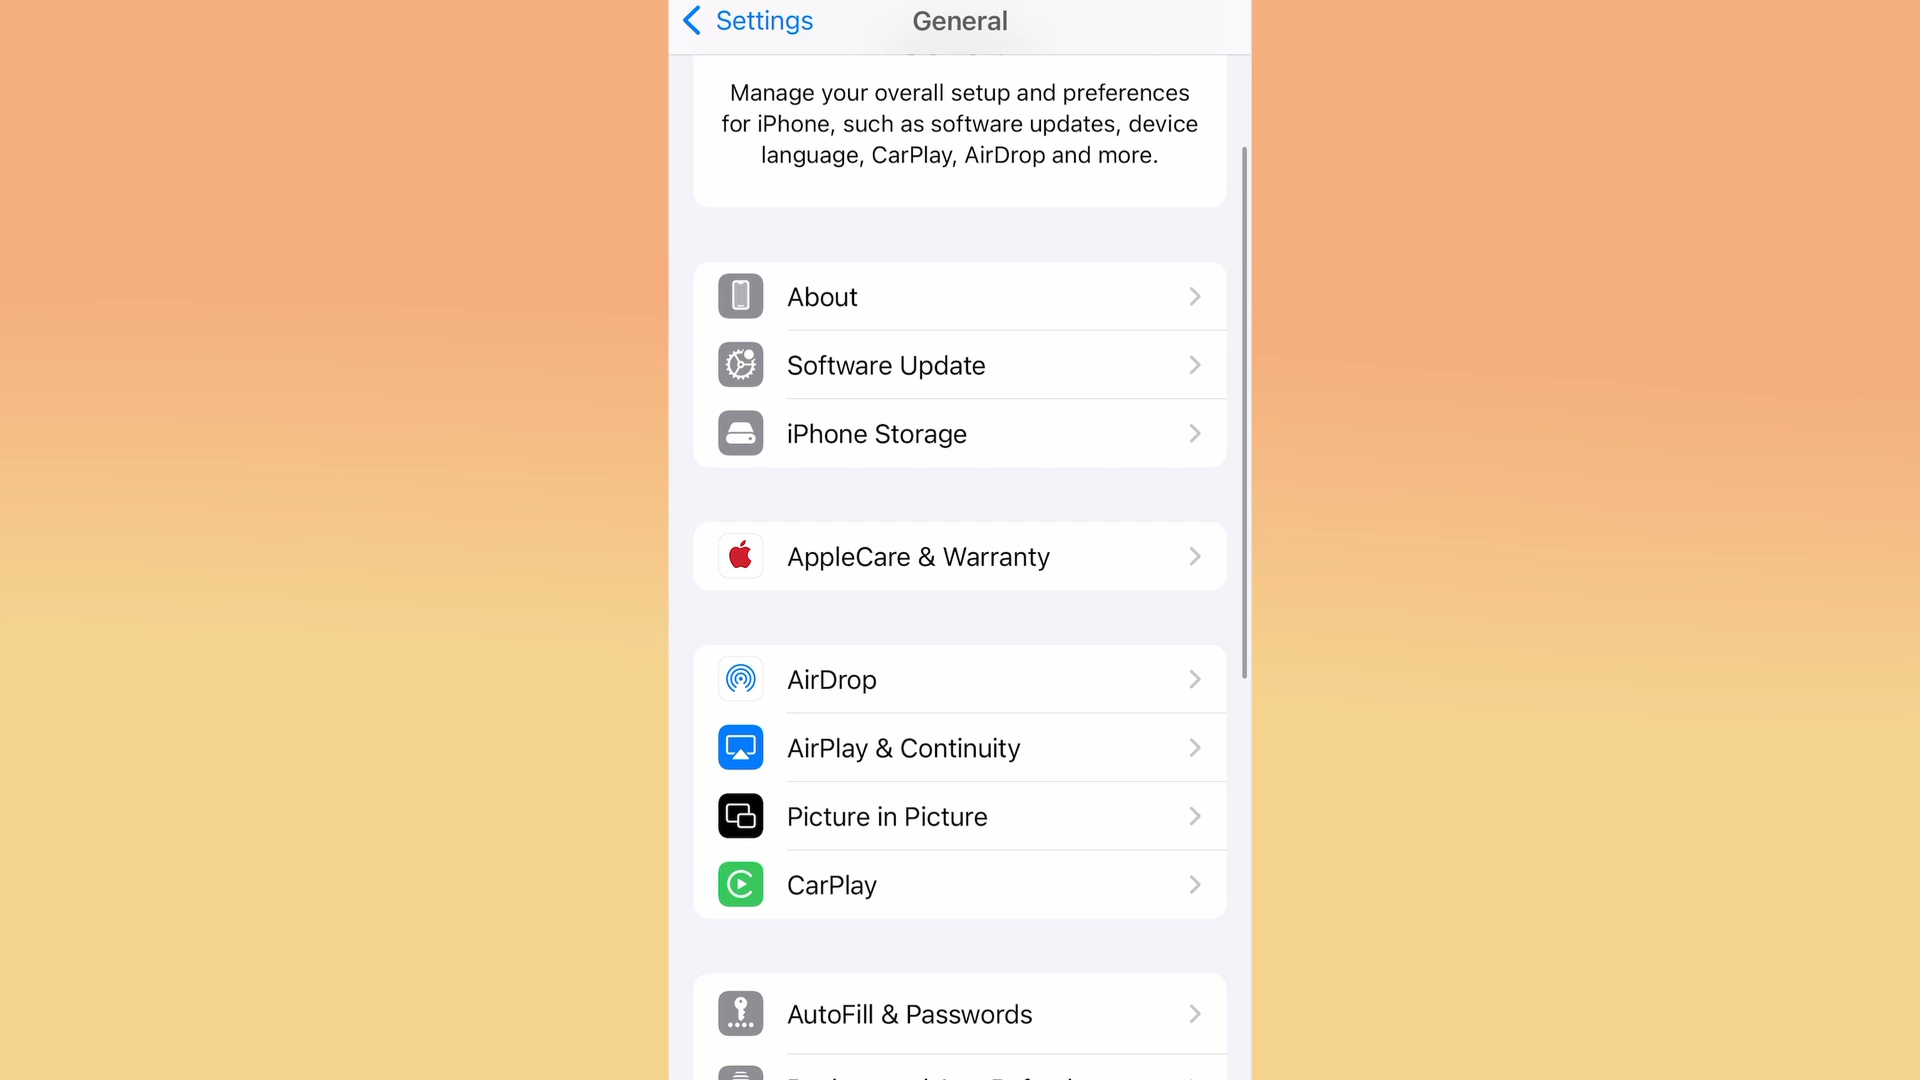 Settings
General
Manage your overall setup and preferences
for iPhone, such as software updates, device
language, CarPlay, AirDrop and more.
About
Software Update
iPhone Storage
AppleCare & Warranty
AirDrop
AirPlay & Continuity
Picture in Picture
CarPlay
AutoFill & Passwords